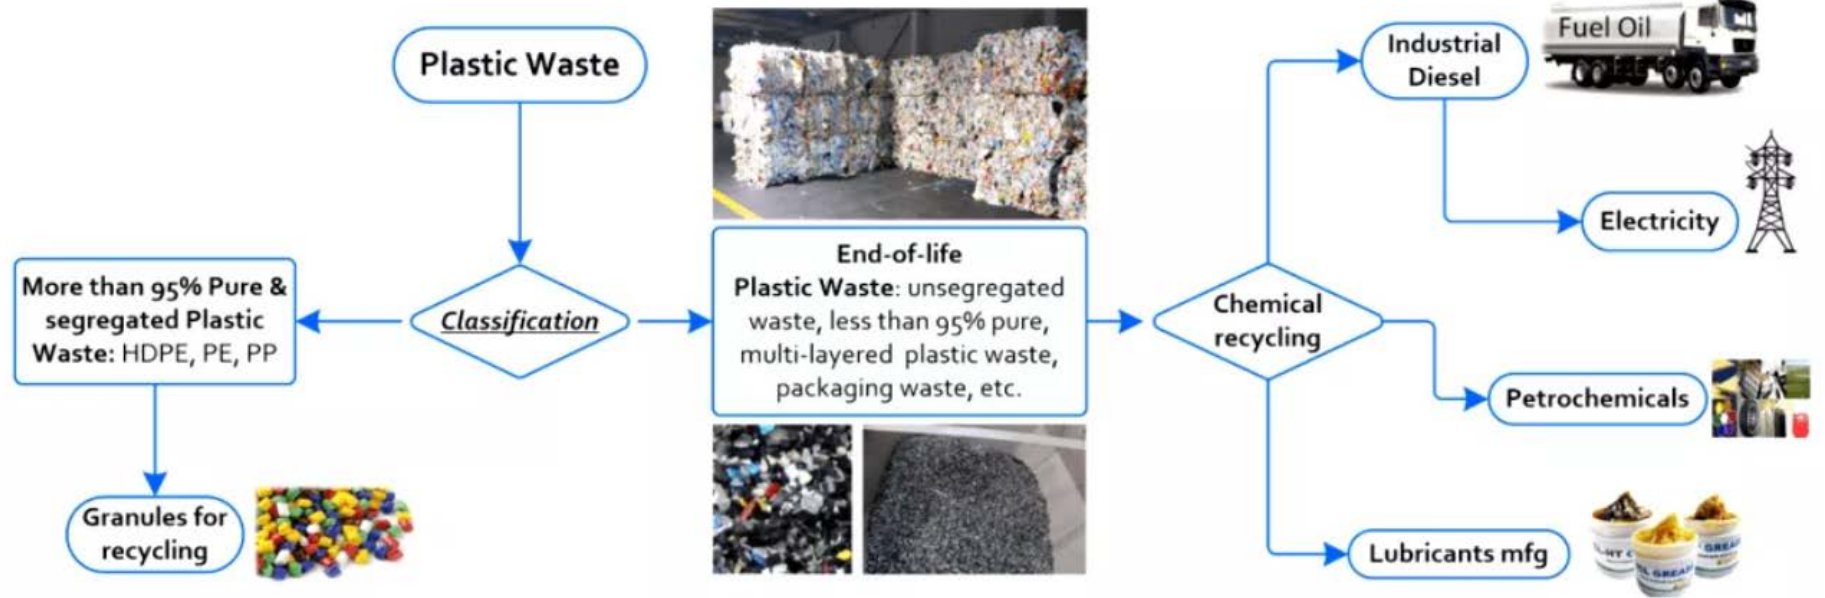 Plastic Waste
Classification
More than 95% Pure &
segregated Plastic
Waste: HDPE, PE, PP
Granules for
recycling
End-of-life
Plastic Waste: unsegregated
waste, less than 95% pure,
multi-layered plastic waste,
packaging waste, etc.
Chemical
recycling
Industrial
Diesel
Fuel Oil
Electricity
Petrochemicals
Lubricants mfg
GREASE